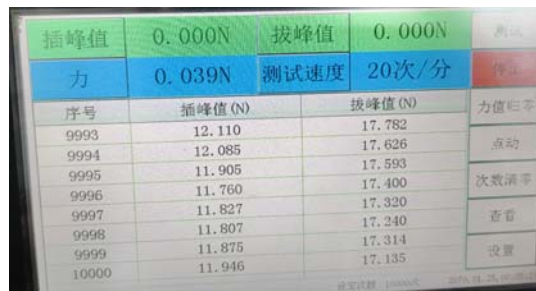 插峰值 0.000N 拔峰值 0.000N 测试
力 0.039N 测试速度 20次/分 停止
序号 插峰值(N) 拔峰值(N) 力值归零
9993 12.110 17.782
9994 12.085 17.626 点动
9995 11.905 17.593
9996 11.760 17.400 次数清零
9997 11.827 17.320
9998 11.807 17.240 查看
9999 11.875 17.314
10000 11.946 17.135 设置